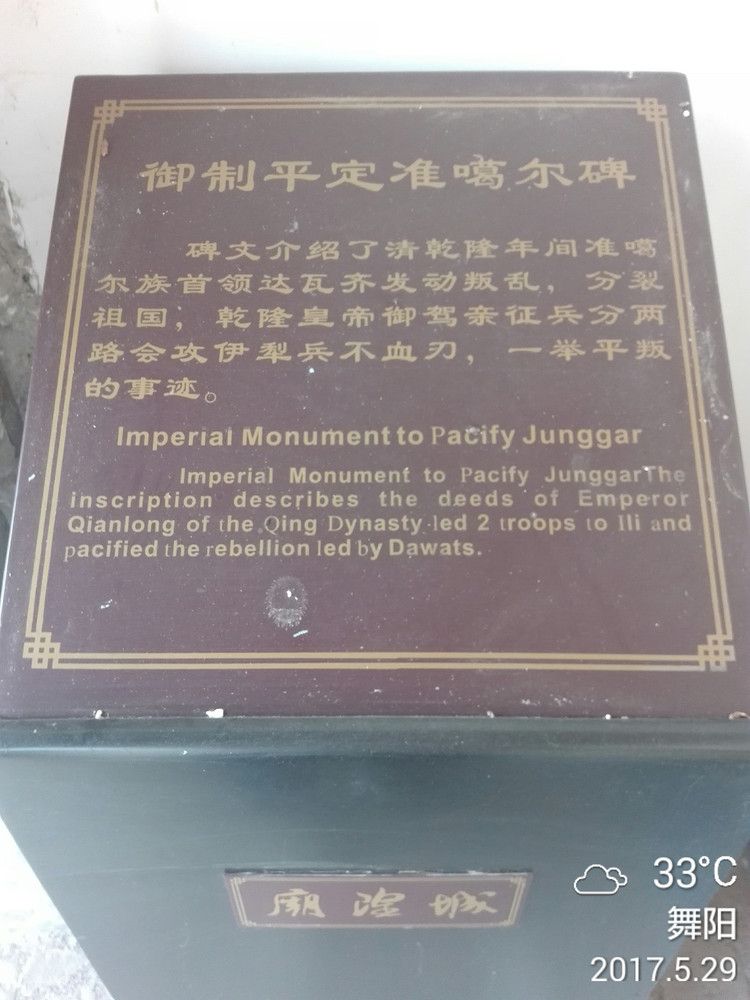 御制平定准噶尔碑
碑文介绍了清乾隆年间准噶
尔族首领达瓦齐发动叛乱，分裂
祖国，乾隆皇帝御驾亲征兵分两
路会攻伊犁兵不血刃，一举平叛
的事迹。
Imperial Monument to Pacify Junggar
Imperial Monument to Pacify JunggarThe
inscription describes the deeds of Emperor
Qianlong of the Qing Dynasty led 2 troops to Ili and
pacified the rebellion led by Dawats.
廟隍城
33°C
舞阳
2017.5.29